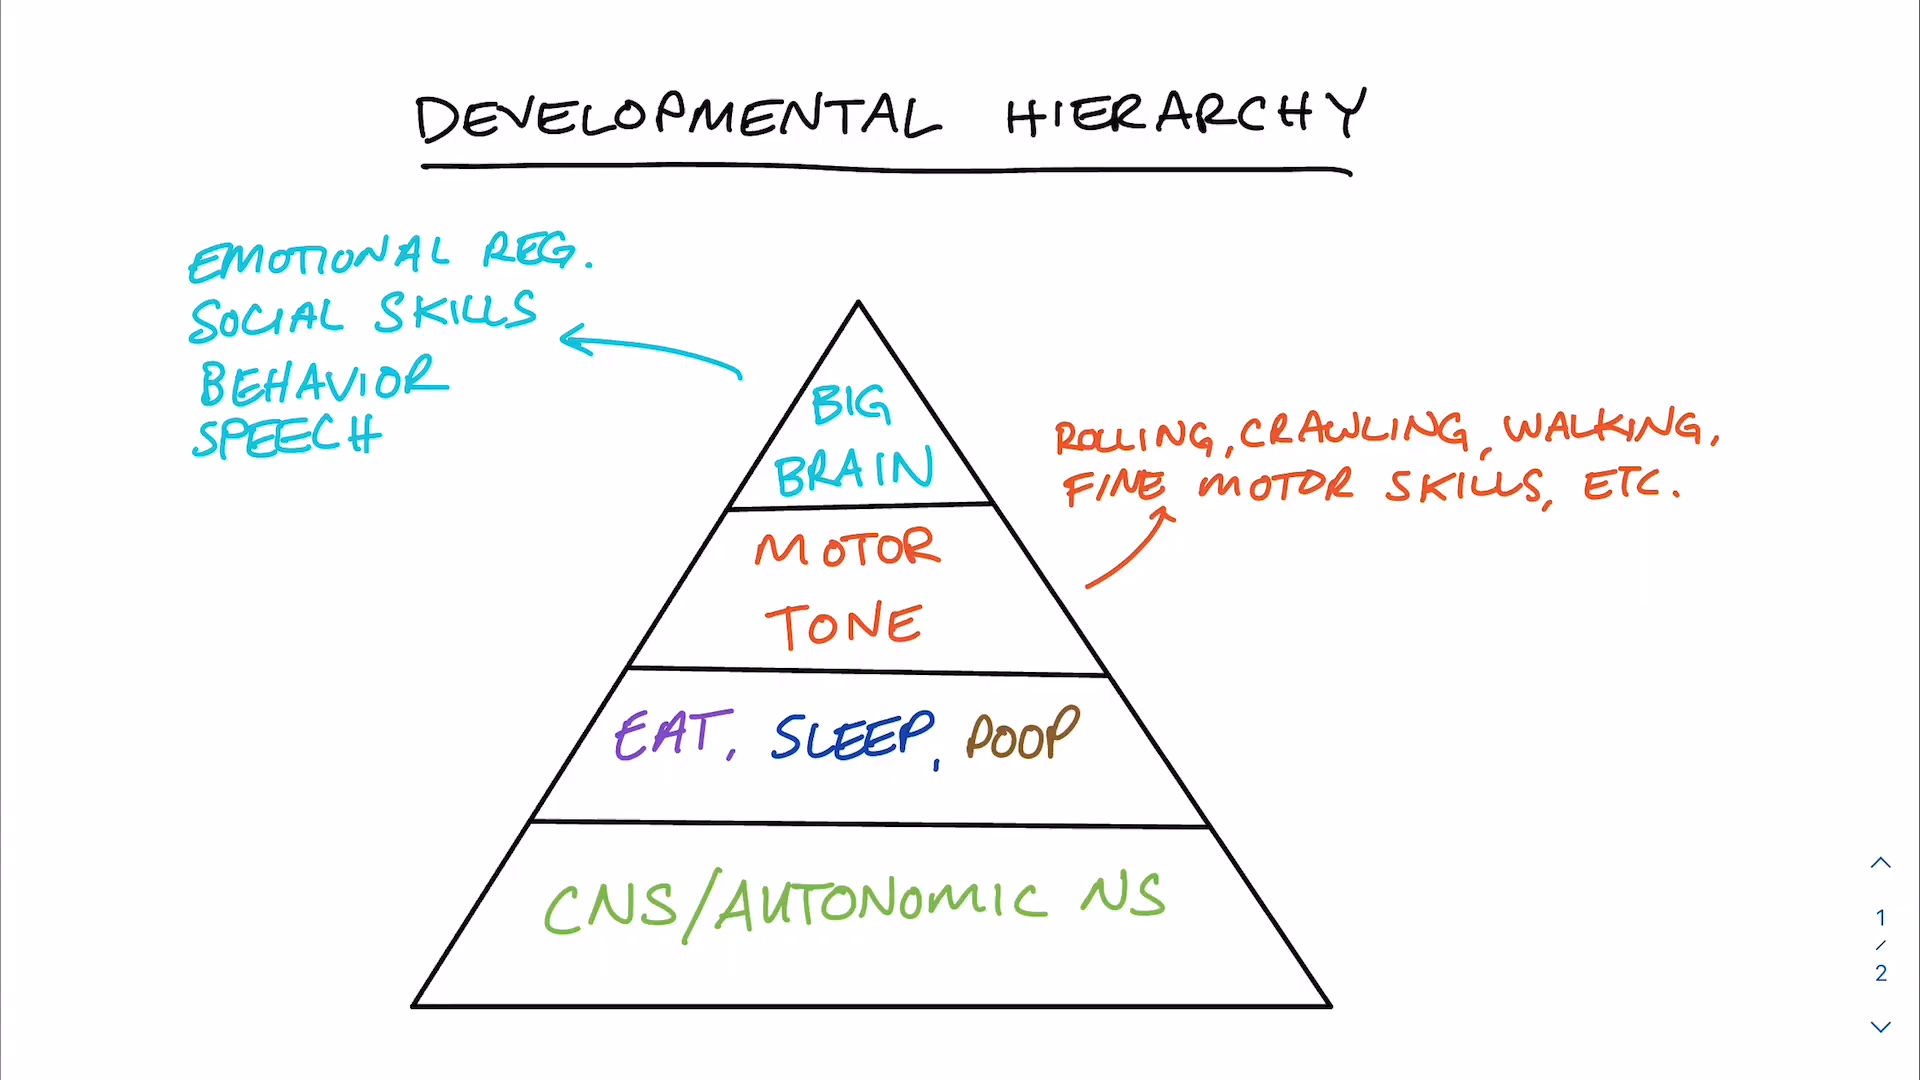 DEVELOPMENTAL HIERARCHY
EMOTIONAL REG.
SOCIAL SKILLS
BEHAVIOR
SPEECH
BIG
BRAIN
ROLLING, CRAWLING, WALKING,
FINE MOTOR SKILLS, ETC.
MOTOR
TONE
EAT, SLEEP, POOP
CNS/AUTONOMIC NS
1
/
2